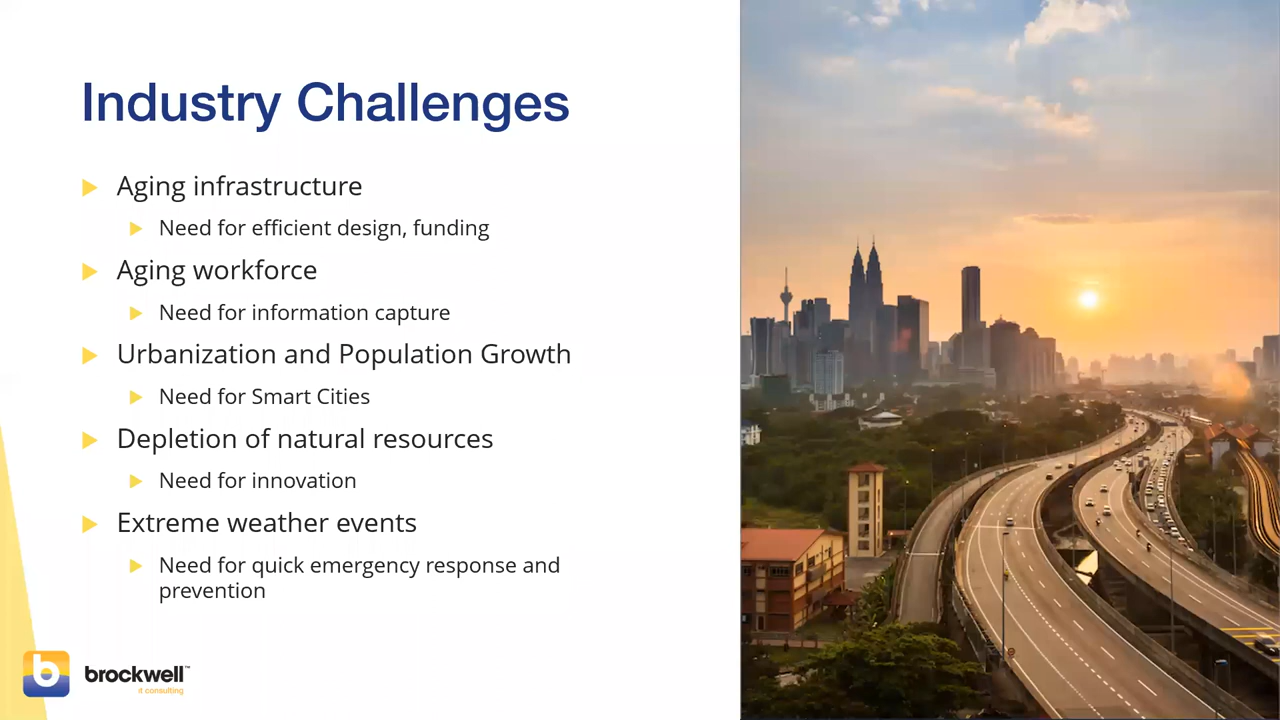 Industry Challenges
Aging infrastructure
Need for efficient design, funding
Aging workforce
Need for information capture
Urbanization and Population Growth
Need for Smart Cities
Depletion of natural resources
Need for innovation
Extreme weather events
Need for quick emergency response and
prevention
b
brockwell™
it consulting